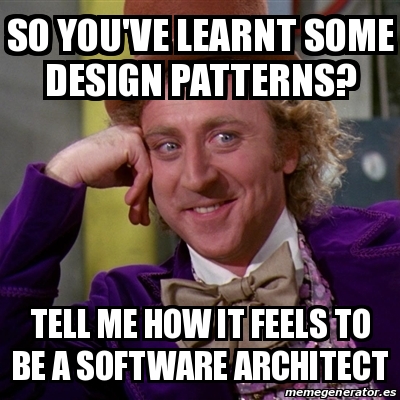 SO YOU'VE LEARNT SOME
DESIGN PATTERNS?
TELL ME HOW IT FEELS TO
BE A SOFTWARE ARCHITECT
memegenerator.es